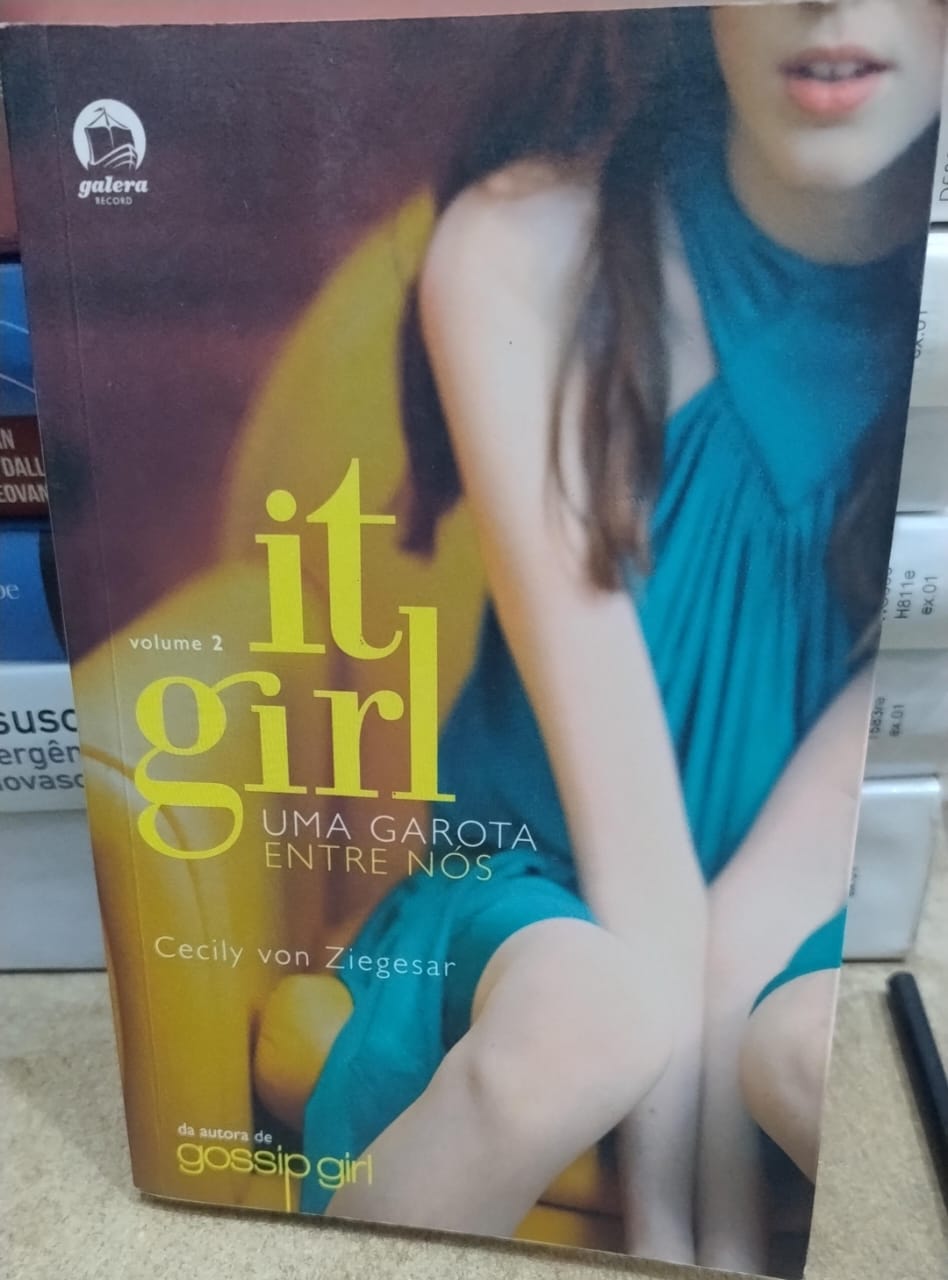 galera
RECORD
volume 2
it
girl
UMA GAROTA
ENTRE NÓS
Cecily von Ziegesar
da autora de
gossip girl
DALL
H811e
ex.01
ex.01